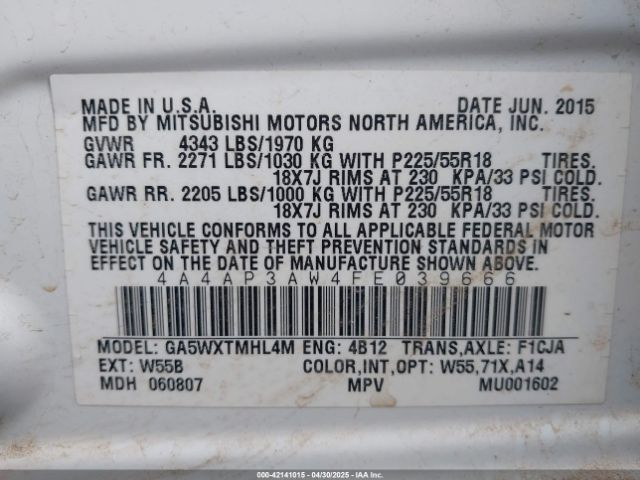 MADE IN U.S.A. DATE JUN. 2015
MFD BY MITSUBISHI MOTORS NORTH AMERICA, INC.
GVWR 4343 LBS/1970 KG
GAWR FR. 2271 LBS/1030 KG WITH P225/55R18 TIRES.
18X7J RIMS AT 230 KPA/33 PSI COLD.
GAWR RR. 2205 LBS/1000 KG WITH P225/55R18 TIRES.
18X7J RIMS AT 230 KPA/33 PSI COLD.
THIS VEHICLE CONFORMS TO ALL APPLICABLE FEDERAL MOTOR
VEHICLE SAFETY AND THEFT PREVENTION STANDARDS IN
EFFECT ON THE DATE OF MANUFACTURE SHOWN ABOVE.
4A4AP3AW4FE039666
MODEL: GA5WXTMHL4M ENG: 4B12 TRANS,AXLE: F1CJA
EXT: W55B COLOR,INT,OPT: W55,71X,A14
MDH 060807 MPV MU001602
000-42141015 - 04/30/2025 - IAAI.com